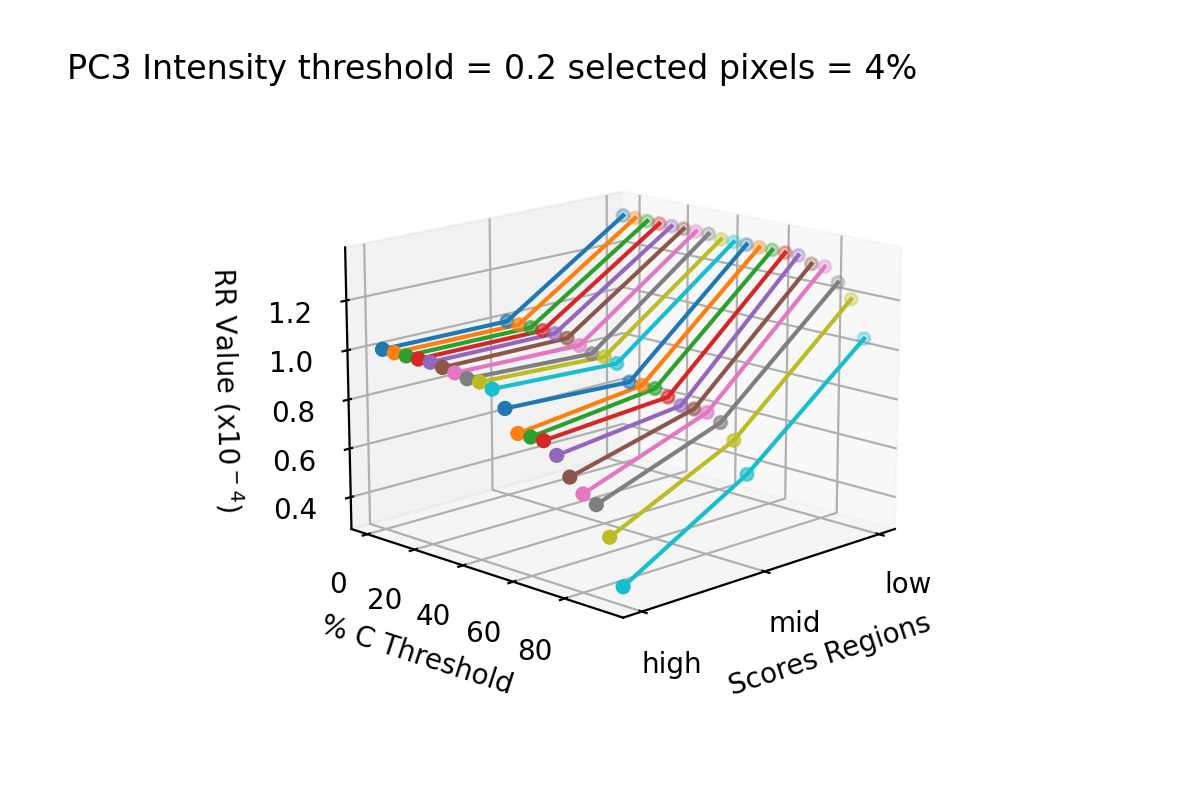 PC3 Intensity threshold = 0.2 selected pixels = 4%
RR Value (x10⁻⁴)
1.2
1.0
0.8
0.6
0.4
0
20
40
60
80
% C Threshold
high
mid
low
Scores Regions